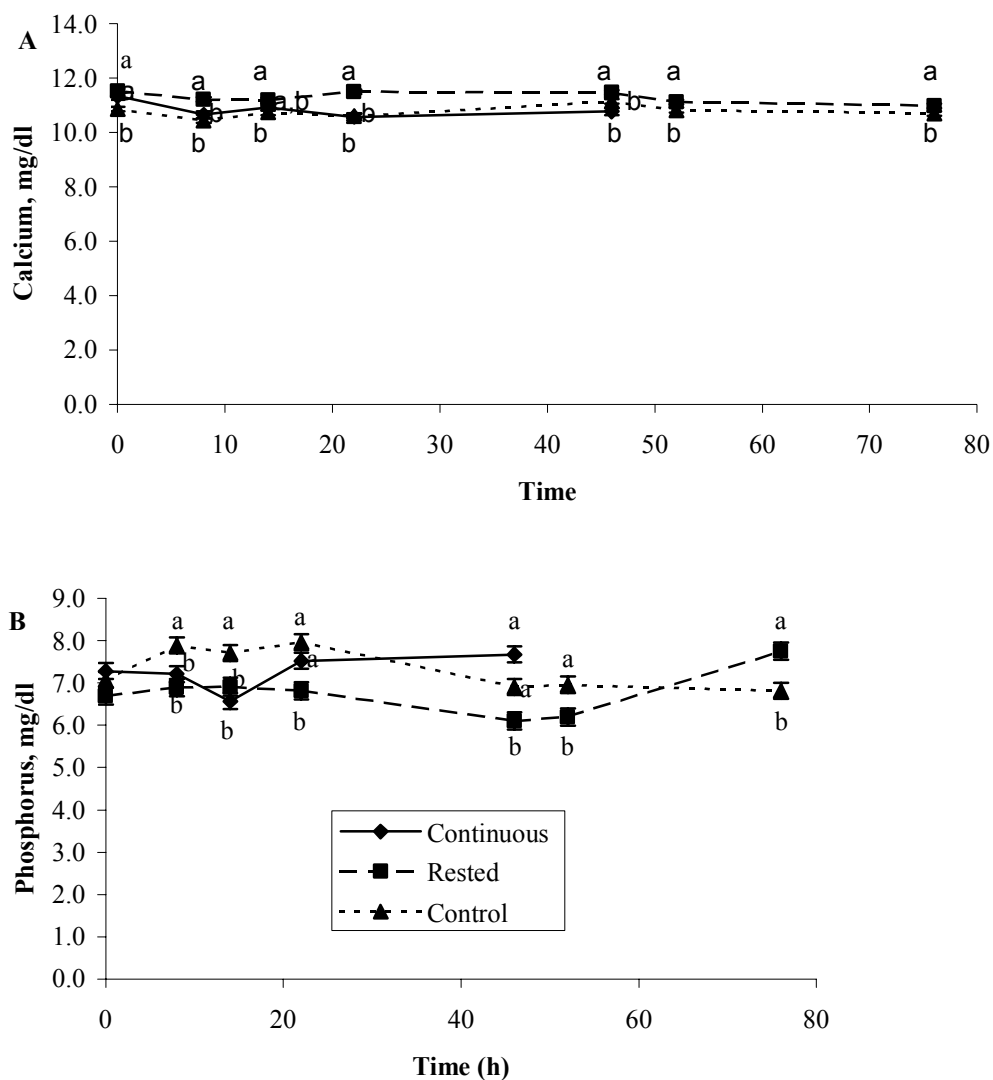 A
14.0
12.0
10.0
8.0
6.0
4.0
2.0
0.0
Calcium, mg/dl
a a a a a a a
a b a b b b
b b b b b b
0 10 20 30 40 50 60 70 80
Time
B
9.0
8.0
7.0
6.0
5.0
4.0
3.0
2.0
1.0
0.0
Phosphorus, mg/dl
a a a a a a
b b a a
b b b b b b
Continuous
Rested
Control
0 20 40 60 80
Time (h)